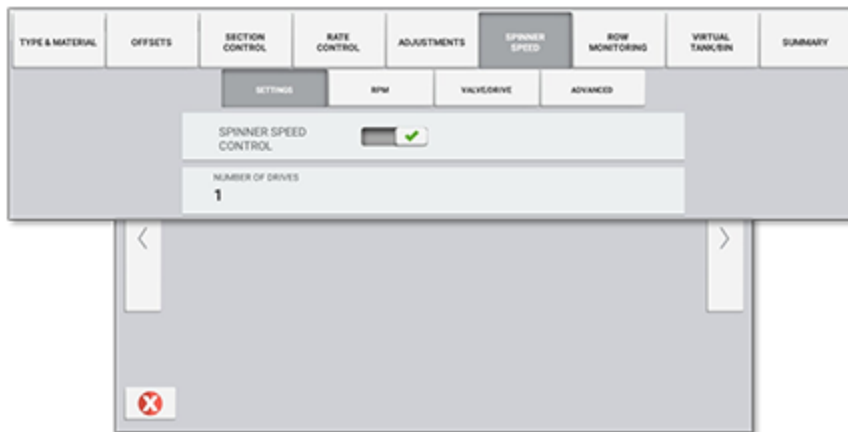 TYPE & MATERIAL
OFFSETS
SECTION
CONTROL
RATE
CONTROL
ADJUSTMENTS
SPINNER
SPEED
ROW
MONITORING
VIRTUAL
TANK/BIN
SUMMARY
SETTINGS
RPM
VALVE/DRIVE
ADVANCED
SPINNER SPEED
CONTROL
NUMBER OF DRIVES
1